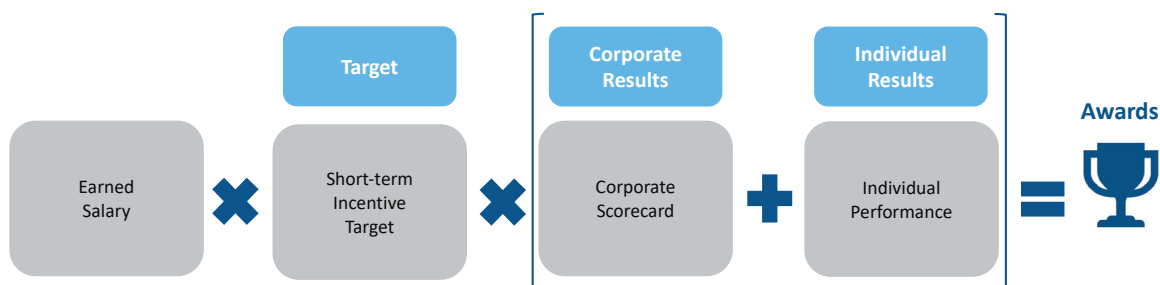 Target
Corporate
Results
Individual
Results
Awards
Earned
Salary
Short-term
Incentive
Target
Corporate
Scorecard
Individual
Performance